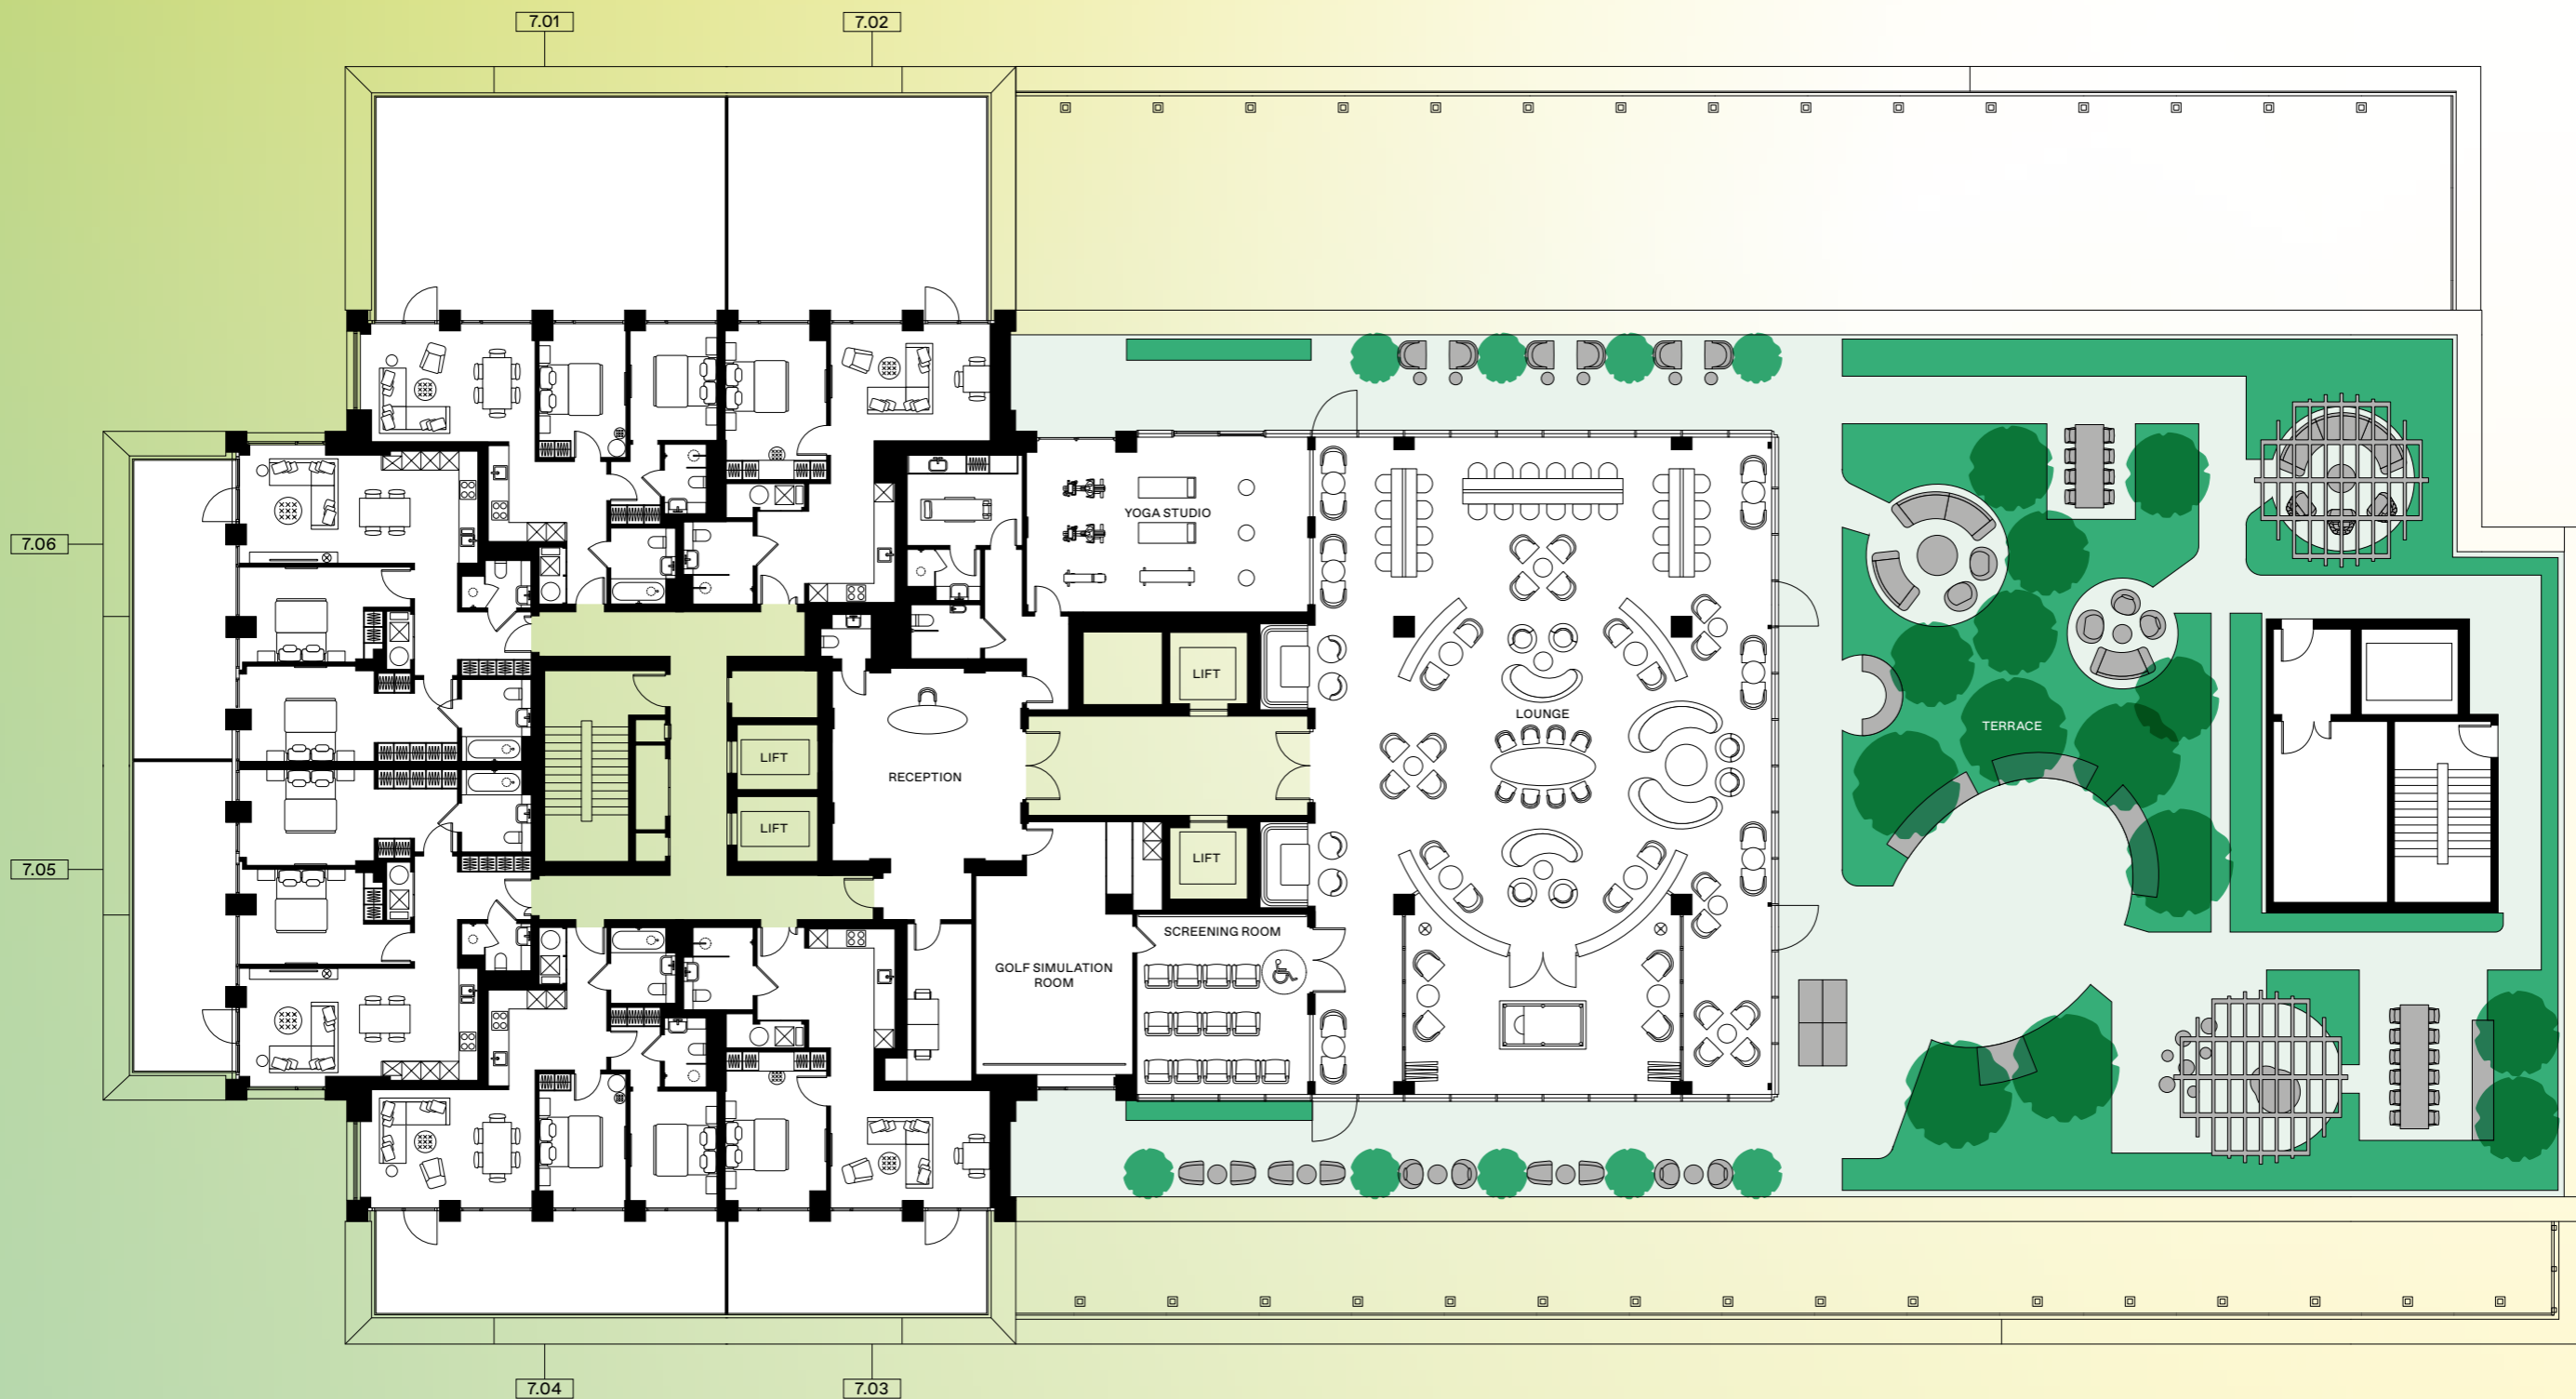 7.01
7.02
7.06
YOGA STUDIO
LIFT
LOUNGE
TERRACE
LIFT
RECEPTION
LIFT
LIFT
7.05
SCREENING ROOM
GOLF SIMULATION
ROOM
7.04
7.03